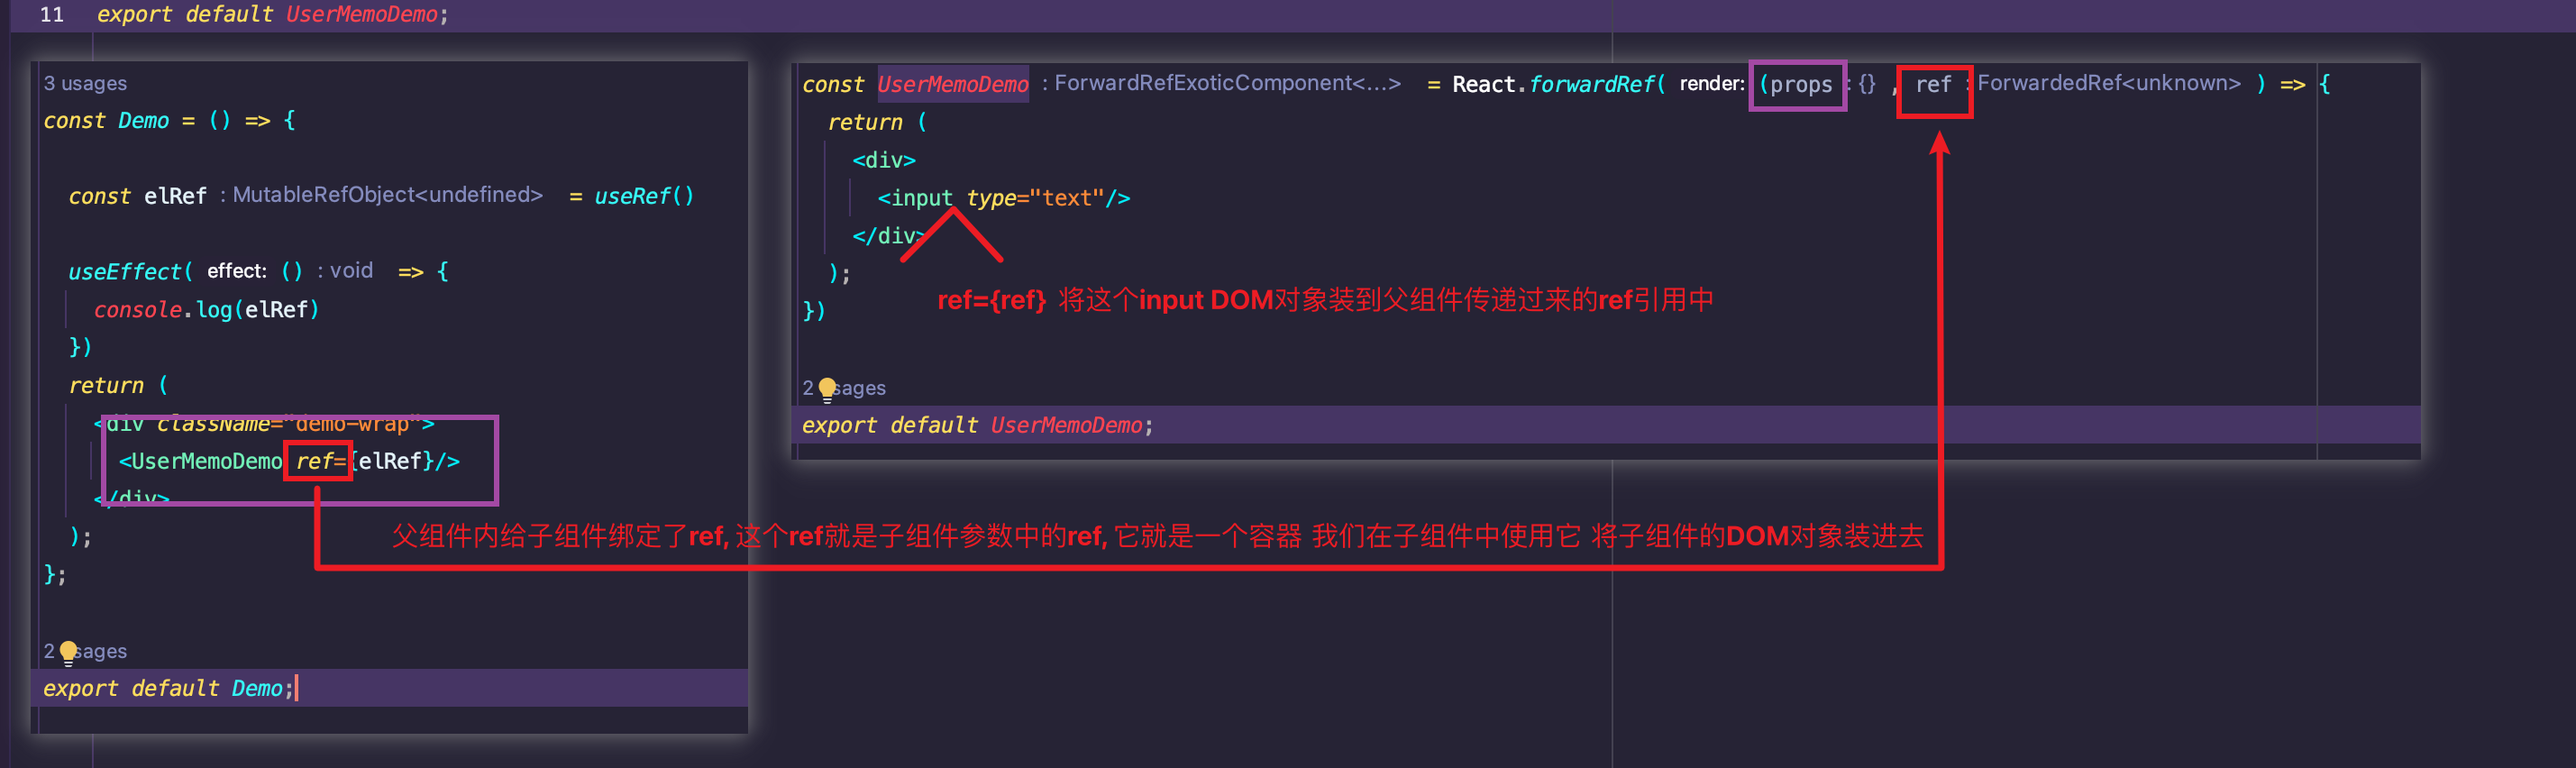 11 export default UserMemoDemo;
3 usages
const Demo = () => {
const elRef : MutableRefObject<undefined> = useRef()
useEffect( effect: () : void => {
console.log(elRef)
})
return (
<div className="demo-wrap">
<UserMemoDemo ref={elRef}/>
</div>
);
};
2 usages
export default Demo;
const UserMemoDemo : ForwardRefExoticComponent<...> = React.forwardRef( render: (props : {} , ref : ForwardedRef<unknown> ) => {
return (
<div>
<input type="text"/>
</div>
);
})
ref={ref} 将这个input DOM对象装到父组件传递过来的ref引用中
2 usages
export default UserMemoDemo;
父组件内给子组件绑定了ref, 这个ref就是子组件参数中的ref, 它就是一个容器 我们在子组件中使用它 将子组件的DOM对象装进去